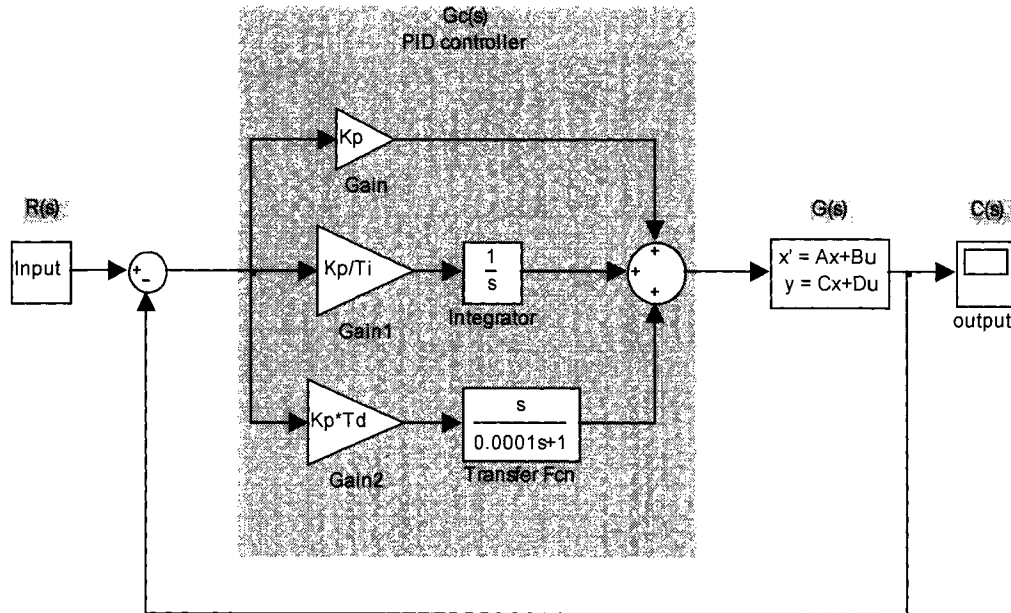 Gc(s)
PID controller
Kp
Gain
R(s)
G(s)
C(s)
Input
+
−
Kp/Ti
1
s
+
+
+
x' = Ax+Bu
y = Cx+Du
Gain1
Integrator
output
Kp*Td
s
0.0001s+1
Gain2
Transfer Fcn